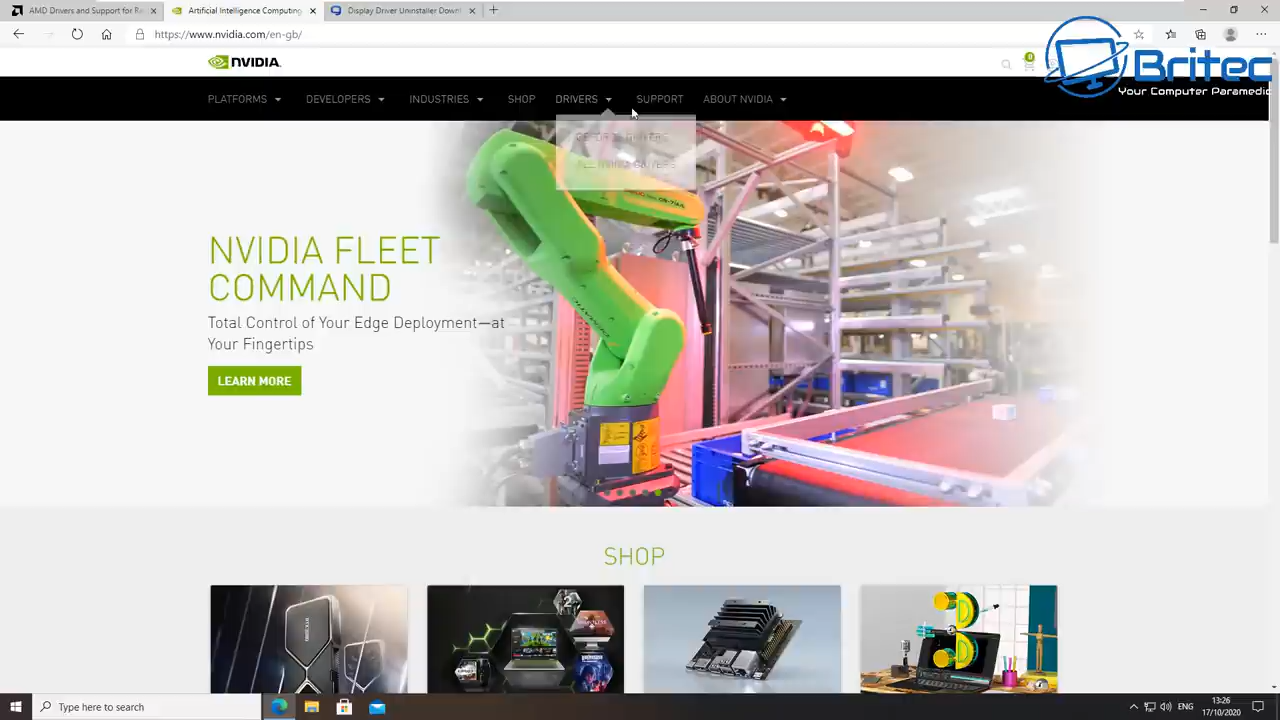 AMD Drivers and Support for Ra
Artificial Intelligence Computing
Display Driver Uninstaller Down
https://www.nvidia.com/en-gb/
Britec
Your Computer Paramedic
NVIDIA.
0
PLATFORMS
DEVELOPERS
INDUSTRIES
SHOP
DRIVERS
SUPPORT
ABOUT NVIDIA
NVIDIA FLEET
COMMAND
Total Control of Your Edge Deployment—at
Your Fingertips
LEARN MORE
SHOP
Type here to search
ENG
13:26
17/10/2020